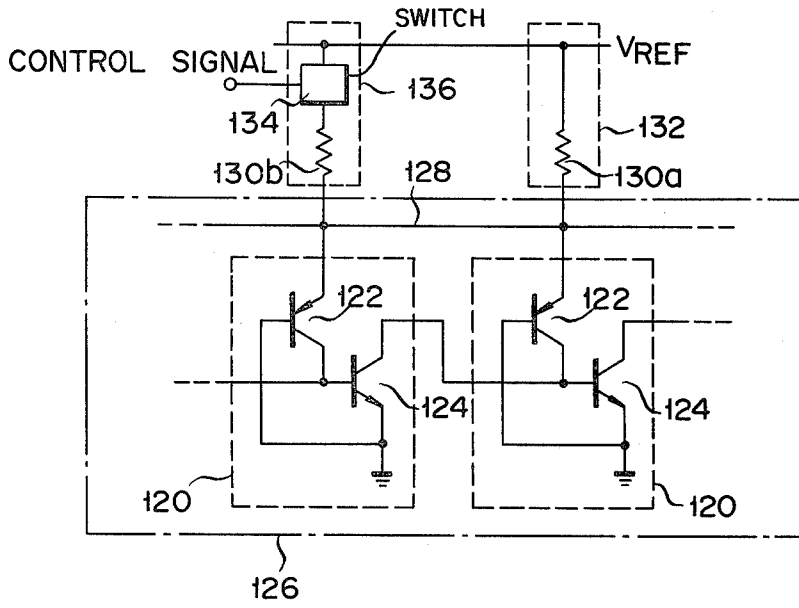 SWITCH
CONTROL SIGNAL
VREF
134
136
132
130b
130a
128
122
122
124
124
120
120
126